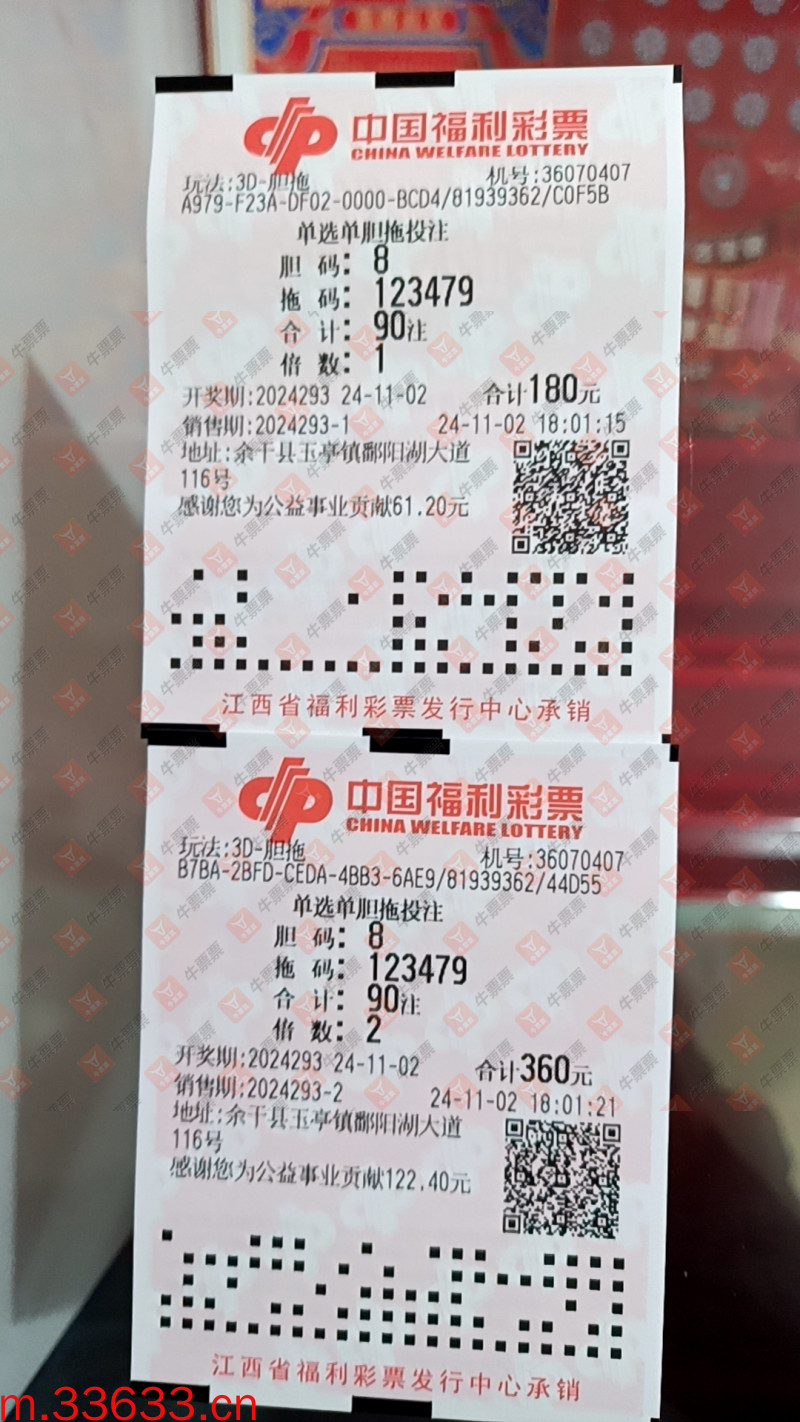 中国福利彩票
CHINA WELFARE LOTTERY
玩法:3D-胆拖 机号:36070407
A979-F23A-DF02-0000-BCD4/81939362/C0F5B
单选单胆拖投注
胆 码: 8
拖 码: 123479
合 计: 90注
倍 数: 1
开奖期:2024293 24-11-02 合计180元
销售期:2024293-1 24-11-02 18:01:15
地址:余干县玉亭镇鄱阳湖大道
116号
感谢您为公益事业贡献61.20元
江西省福利彩票发行中心承销
中国福利彩票
CHINA WELFARE LOTTERY
玩法:3D-胆拖 机号:36070407
B7BA-2BFD-CEDA-4BB3-6AE9/81939362/44D55
单选单胆拖投注
胆 码: 8
拖 码: 123479
合 计: 90注
倍 数: 2
开奖期:2024293 24-11-02 合计360元
销售期:2024293-2 24-11-02 18:01:21
地址:余干县玉亭镇鄱阳湖大道
116号
感谢您为公益事业贡献122.40元
江西省福利彩票发行中心承销
牛票票
m.33633.cn